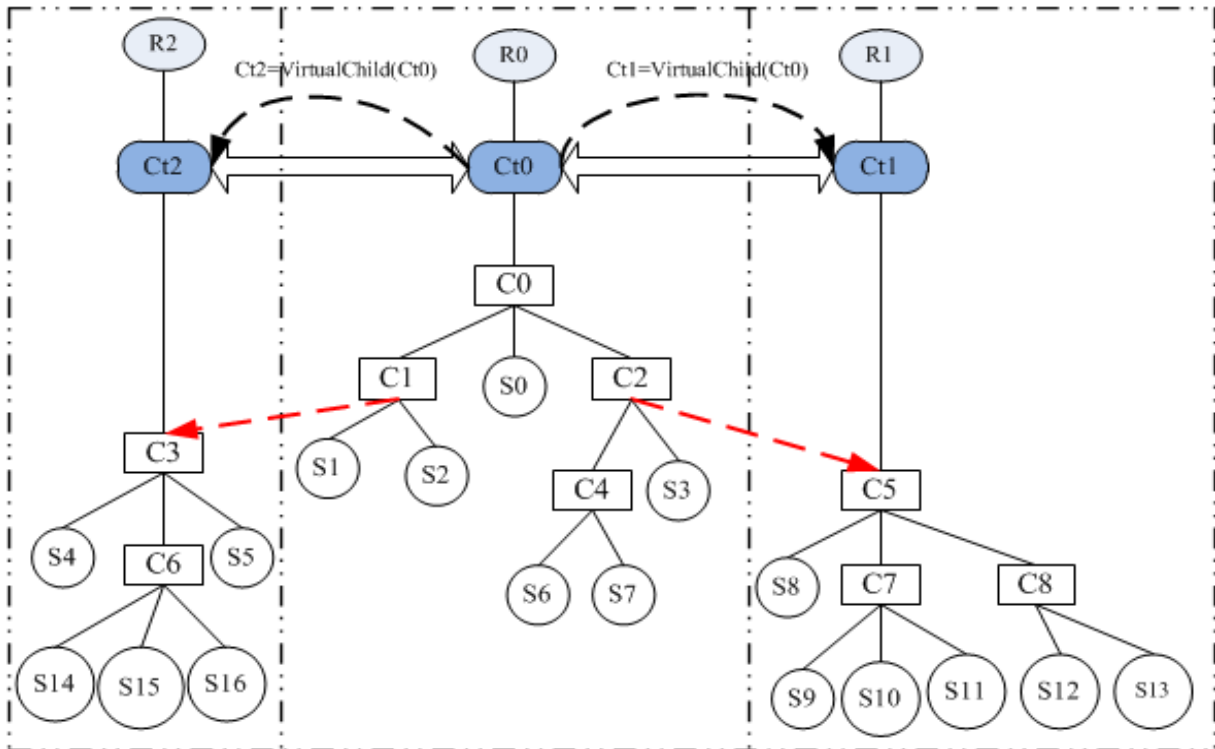 R2
R0
R1
Ct2=VirtualChild(Ct0)
Ct1=VirtualChild(Ct0)
Ct2
Ct0
Ct1
C0
C1
S0
C2
C3
S1
S2
C4
S3
C5
S4
C6
S5
S6
S7
S8
C7
C8
S14
S15
S16
S9
S10
S11
S12
S13